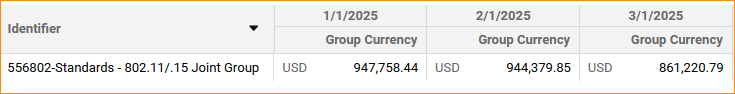 Identifier 1/1/2025 2/1/2025 3/1/2025
Group Currency Group Currency Group Currency
556802-Standards - 802.11/.15 Joint Group USD 947,758.44 USD 944,379.85 USD 861,220.79